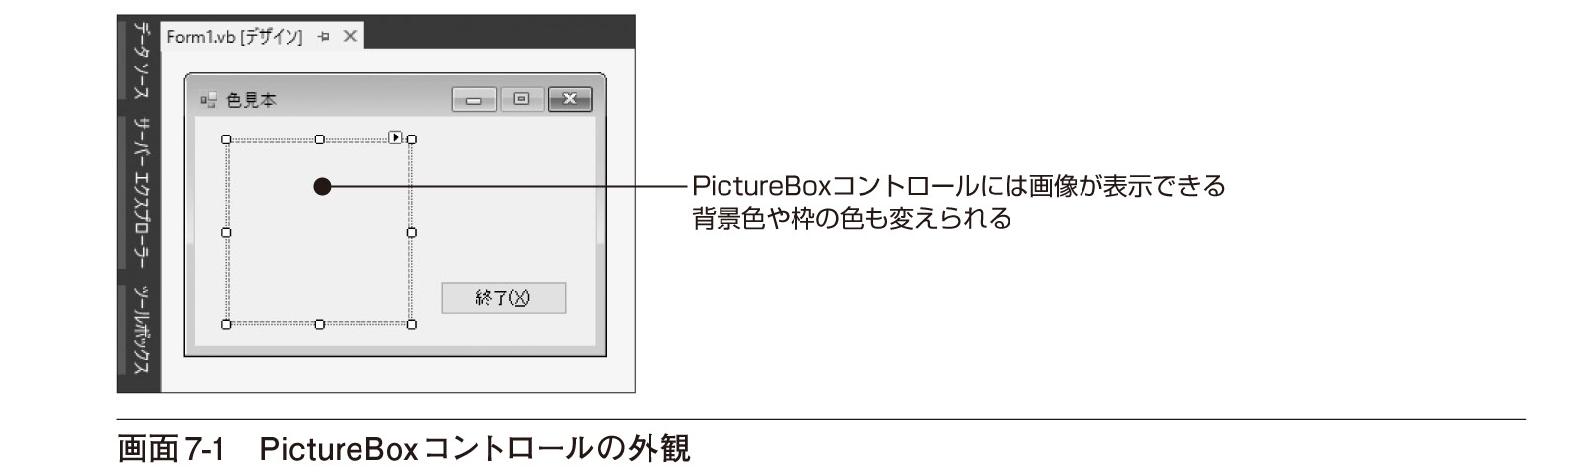 Form1.vb [デザイン]
データ ソース
サーバー エクスプローラー
ツールボックス
色見本
終了(X)
PictureBoxコントロールには画像が表示できる
背景色や枠の色も変えられる
画面7-1　PictureBoxコントロールの外観